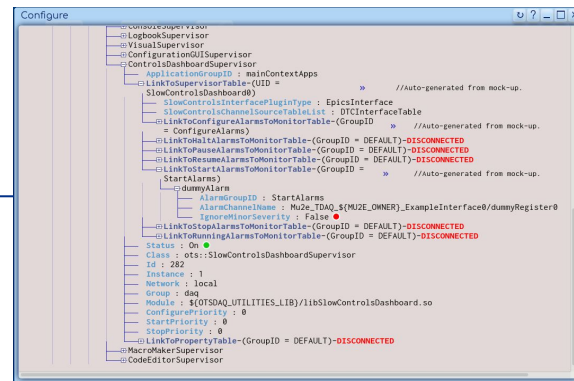 Configure
ConsoleSupervisor
LogbookSupervisor
VisualSupervisor
ConfigurationGUISupervisor
ControlsDashboardSupervisor
ApplicationGroupID : mainContextApps
LinkToSupervisorTable-(UID = » //Auto-generated from mock-up.
SlowControlsDashboard0)
SlowControlsInterfacePluginType : EpicsInterface
SlowControlsChannelSourceTableList : DTCInterfaceTable
LinkToConfigureAlarmsToMonitorTable-(GroupID » //Auto-generated from mock-up.
= ConfigureAlarms)
LinkToHaltAlarmsToMonitorTable-(GroupID = DEFAULT)-DISCONNECTED
LinkToPauseAlarmsToMonitorTable-(GroupID = DEFAULT)-DISCONNECTED
LinkToResumeAlarmsToMonitorTable-(GroupID = DEFAULT)-DISCONNECTED
LinkToStartAlarmsToMonitorTable-(GroupID = » //Auto-generated from mock-up.
StartAlarms)
dummyAlarm
AlarmGroupID : StartAlarms
AlarmChannelName : Mu2e_TDAQ_${MU2E_OWNER}_ExampleInterface0/dummyRegister0
IgnoreMinorSeverity : False
LinkToStopAlarmsToMonitorTable-(GroupID = DEFAULT)-DISCONNECTED
LinkToRunningAlarmsToMonitorTable-(GroupID = DEFAULT)-DISCONNECTED
Status : On
Class : ots::SlowControlsDashboardSupervisor
Id : 282
Instance : 1
Network : local
Group : daq
Module : ${OTSDAQ_UTILITIES_LIB}/libSlowControlsDashboard.so
ConfigurePriority : 0
StartPriority : 0
StopPriority : 0
LinkToPropertyTable-(GroupID = DEFAULT)-DISCONNECTED
MacroMakerSupervisor
CodeEditorSupervisor